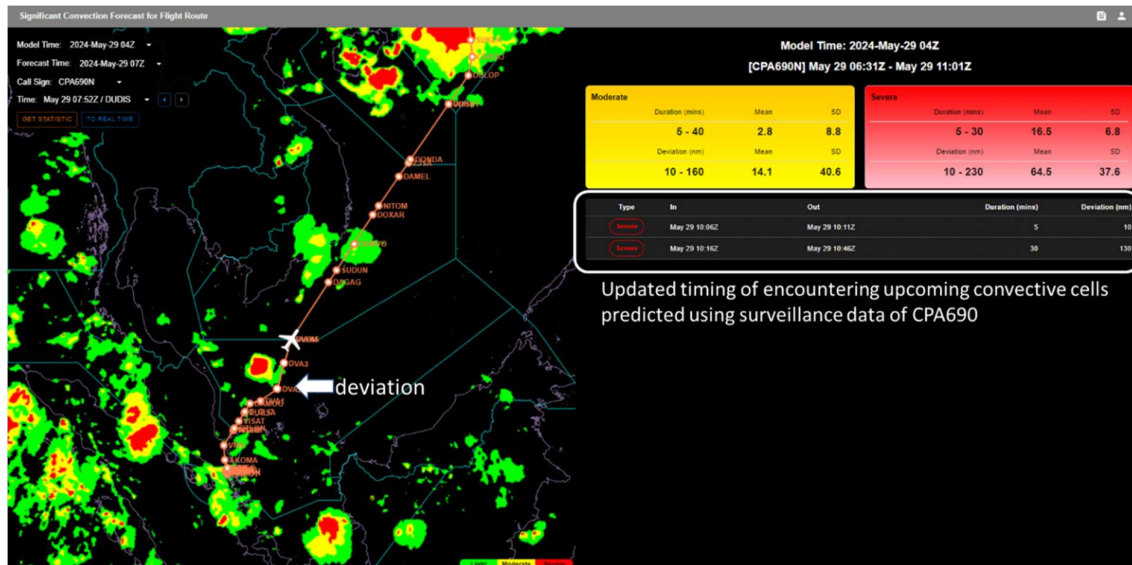 Significant Convection Forecast for Flight Route
Model Time: 2024-May-29 04Z
Forecast Time: 2024-May-29 07Z
Call Sign: CPA690N
Time: May 29 07:52Z / DUDIS
GET STATISTIC TO REAL TIME
DULOP
DONDA
DAMEL
NITOM
DOXAR
SUDUN
DAGAG
DVA3
deviation
VISAT
AKOMA
Light Moderate
Model Time: 2024-May-29 04Z
[CPA690N] May 29 06:31Z - May 29 11:01Z
Moderate
Duration (mins) Mean SD
5 - 40 2.8 8.8
Deviation (nm) Mean SD
10 - 160 14.1 40.6
Severe
Duration (mins) Mean SD
5 - 30 16.5 6.8
Deviation (nm) Mean SD
10 - 230 64.5 37.6
Type In Out Duration (mins) Deviation (nm)
Severe May 29 10:06Z May 29 10:11Z 5 10
Severe May 29 10:16Z May 29 10:46Z 30 130
Updated timing of encountering upcoming convective cells
predicted using surveillance data of CPA690